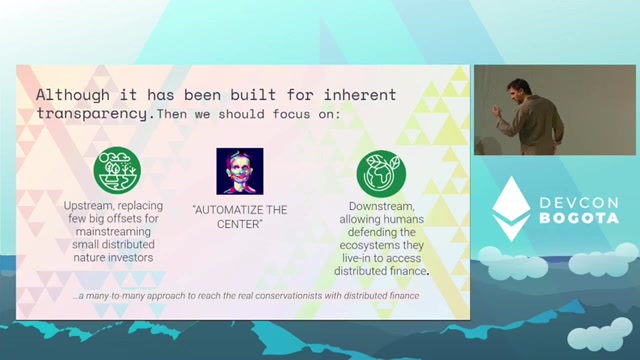 Although it has been built for inherent
transparency.Then we should focus on:
Upstream, replacing
few big offsets for
mainstreaming
small distributed
nature investors
“AUTOMATIZE THE
CENTER”
Downstream,
allowing humans
defending the
ecosystems they
live-in to access
distributed finance.
...a many-to-many approach to reach the real conservationists with distributed finance
DEVCON
BOGOTA